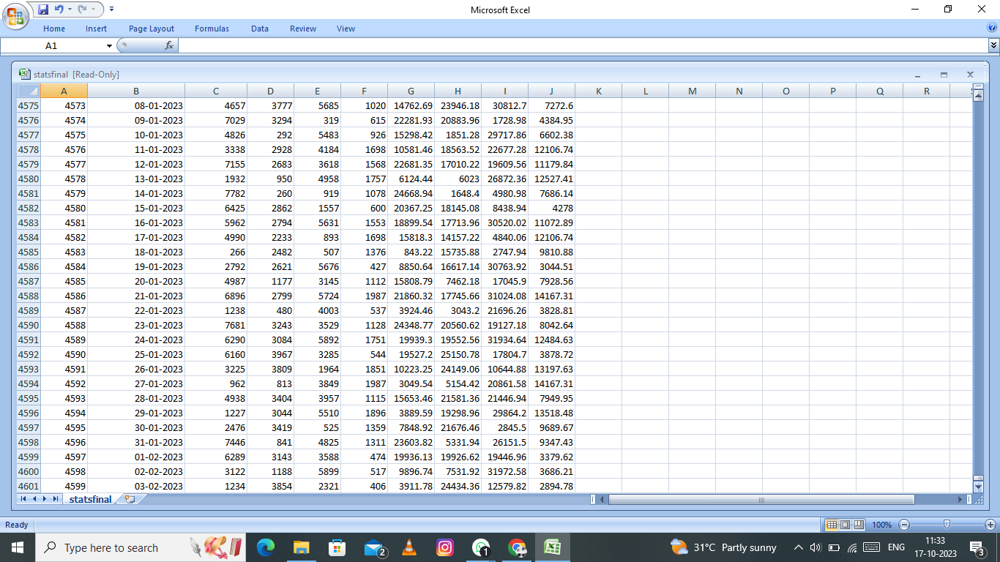 Microsoft Excel
Home Insert Page Layout Formulas Data Review View
A1 fx
statsfinal [Read-Only]
A B C D E F G H I J K L M N O P Q R
4575 4573 08-01-2023 4657 3777 5685 1020 14762.69 23946.18 30812.7 7272.6
4576 4574 09-01-2023 7029 3294 319 615 22281.93 20883.96 1728.98 4384.95
4577 4575 10-01-2023 4826 292 5483 926 15298.42 1851.28 29717.86 6602.38
4578 4576 11-01-2023 3338 2928 4184 1698 10581.46 18563.52 22677.28 12106.74
4579 4577 12-01-2023 7155 2683 3618 1568 22681.35 17010.22 19609.56 11179.84
4580 4578 13-01-2023 1932 950 4958 1757 6124.44 6023 26872.36 12527.41
4581 4579 14-01-2023 7782 260 919 1078 24668.94 1648.4 4980.98 7686.14
4582 4580 15-01-2023 6425 2862 1557 600 20367.25 18145.08 8438.94 4278
4583 4581 16-01-2023 5962 2794 5631 1553 18899.54 17713.96 30520.02 11072.89
4584 4582 17-01-2023 4990 2233 893 1698 15818.3 14157.22 4840.06 12106.74
4585 4583 18-01-2023 266 2482 507 1376 843.22 15735.88 2747.94 9810.88
4586 4584 19-01-2023 2792 2621 5676 427 8850.64 16617.14 30763.92 3044.51
4587 4585 20-01-2023 4987 1177 3145 1112 15808.79 7462.18 17045.9 7928.56
4588 4586 21-01-2023 6896 2799 5724 1987 21860.32 17745.66 31024.08 14167.31
4589 4587 22-01-2023 1238 480 4003 537 3924.46 3043.2 21696.26 3828.81
4590 4588 23-01-2023 7681 3243 3529 1128 24348.77 20560.62 19127.18 8042.64
4591 4589 24-01-2023 6290 3084 5892 1751 19939.3 19552.56 31934.64 12484.63
4592 4590 25-01-2023 6160 3967 3285 544 19527.2 25150.78 17804.7 3878.72
4593 4591 26-01-2023 3225 3809 1964 1851 10223.25 24149.06 10644.88 13197.63
4594 4592 27-01-2023 962 813 3849 1987 3049.54 5154.42 20861.58 14167.31
4595 4593 28-01-2023 4938 3404 3957 1115 15653.46 21581.36 21446.94 7949.95
4596 4594 29-01-2023 1227 3044 5510 1896 3889.59 19298.96 29864.2 13518.48
4597 4595 30-01-2023 2476 3419 525 1359 7848.92 21676.46 2845.5 9689.67
4598 4596 31-01-2023 7446 841 4825 1311 23603.82 5331.94 26151.5 9347.43
4599 4597 01-02-2023 6289 3143 3588 474 19936.13 19926.62 19446.96 3379.62
4600 4598 02-02-2023 3122 1188 5899 517 9896.74 7531.92 31972.58 3686.21
4601 4599 03-02-2023 1234 3854 2321 406 3911.78 24434.36 12579.82 2894.78
statsfinal
Ready 100%
Type here to search 2 1 31°C Partly sunny ENG 11:33
17-10-2023 3